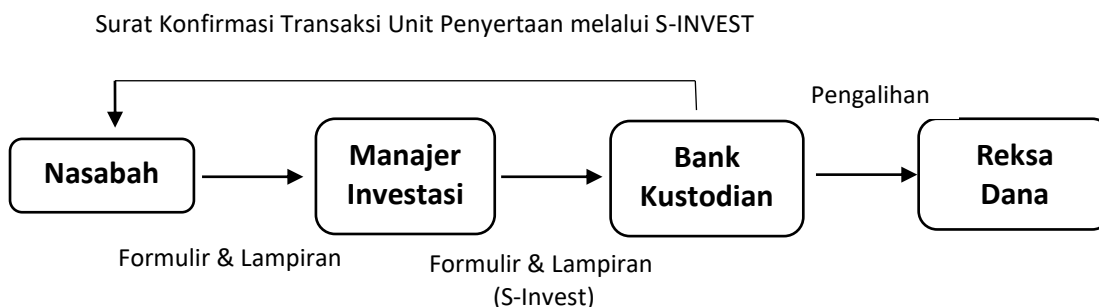 Surat Konfirmasi Transaksi Unit Penyertaan melalui S-INVEST
Pengalihan
Nasabah
Manajer
Investasi
Bank
Kustodian
Reksa
Dana
Formulir & Lampiran
Formulir & Lampiran
(S-Invest)